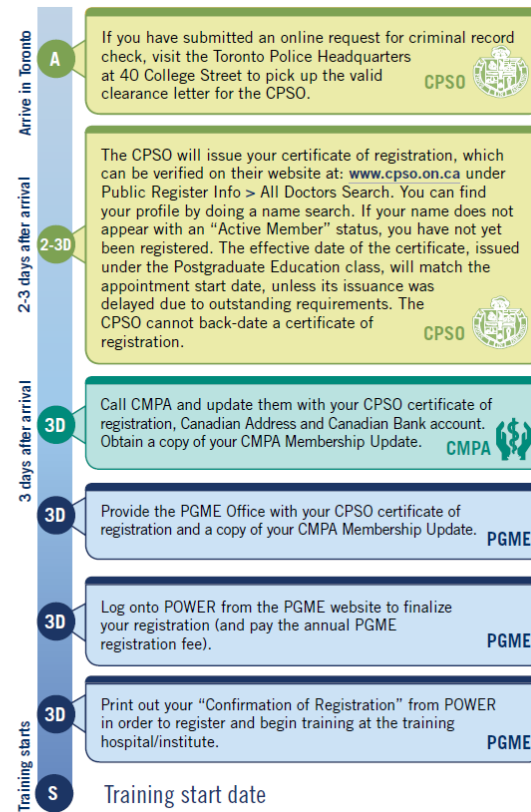 Arrive in Toronto
A
If you have submitted an online request for criminal record
check, visit the Toronto Police Headquarters
at 40 College Street to pick up the valid
clearance letter for the CPSO.
CPSO
2-3 days after arrival
2-3D
The CPSO will issue your certificate of registration, which
can be verified on their website at: www.cpso.on.ca under
Public Register Info > All Doctors Search. You can find
your profile by doing a name search. If your name does not
appear with an “Active Member” status, you have not yet
been registered. The effective date of the certificate, issued
under the Postgraduate Education class, will match the
appointment start date, unless its issuance was
delayed due to outstanding requirements. The
CPSO cannot back-date a certificate of
registration.
CPSO
3 days after arrival
3D
Call CMPA and update them with your CPSO certificate of
registration, Canadian Address and Canadian Bank account.
Obtain a copy of your CMPA Membership Update.
CMPA
3D
Provide the PGME Office with your CPSO certificate of
registration and a copy of your CMPA Membership Update.
PGME
3D
Log onto POWER from the PGME website to finalize
your registration (and pay the annual PGME
registration fee).
PGME
3D
Print out your “Confirmation of Registration” from POWER
in order to register and begin training at the training
hospital/institute.
PGME
Training starts
S
Training start date